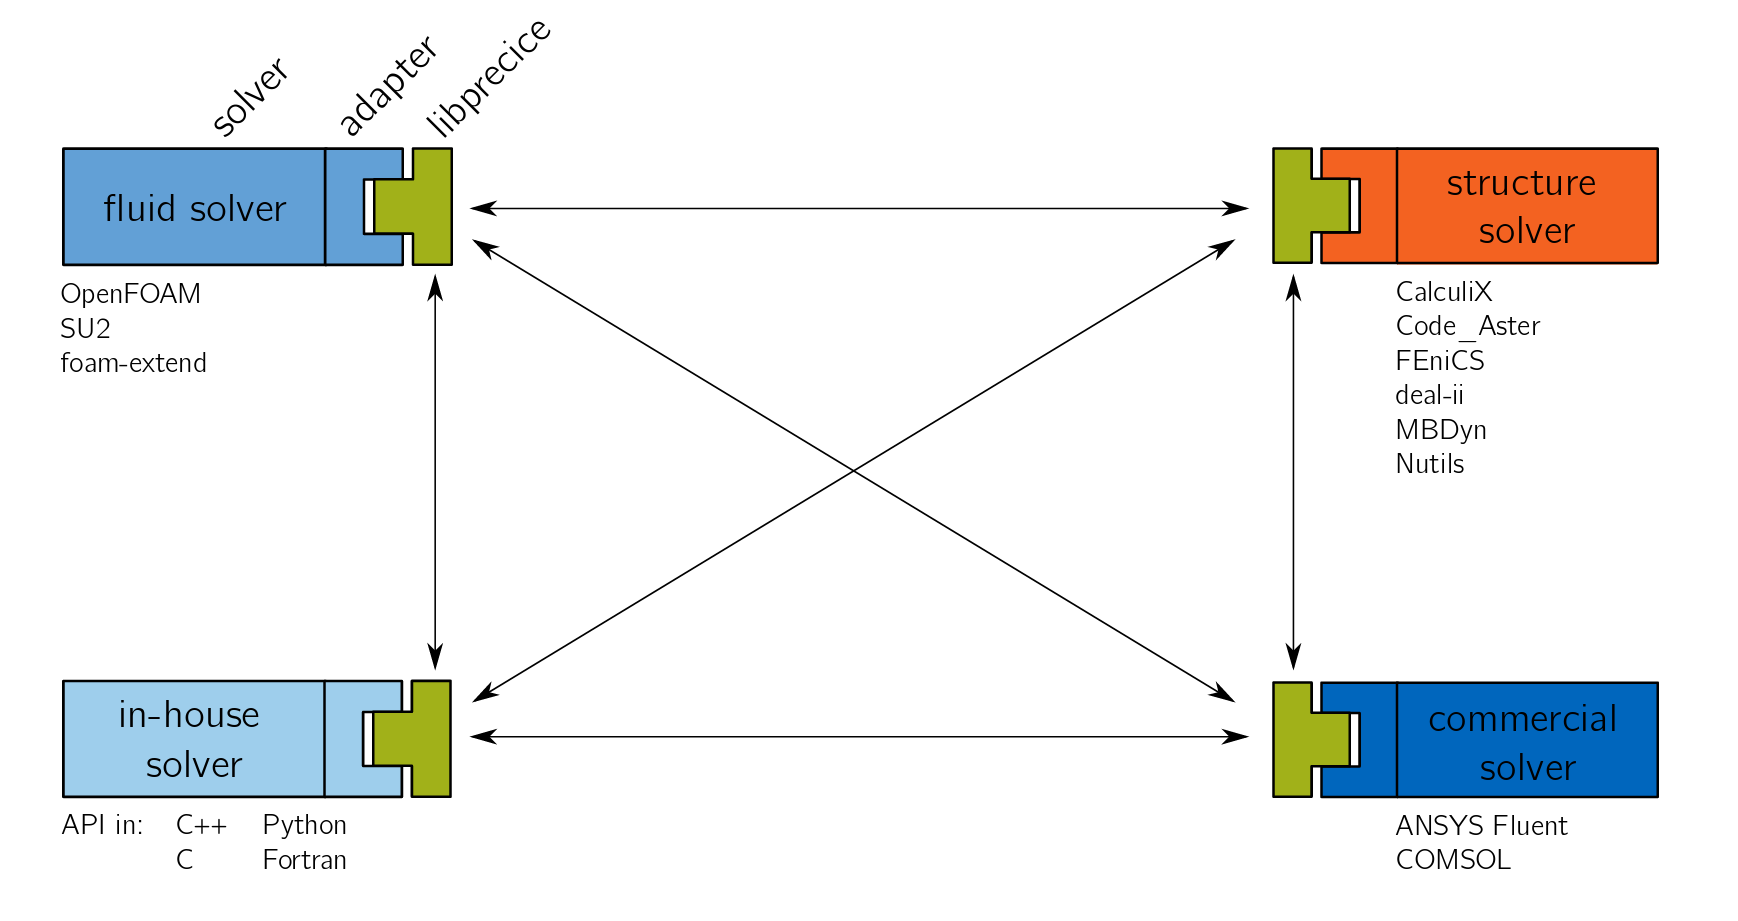 solver
adapter
libprecice
fluid solver
OpenFOAM
SU2
foam-extend
structure
solver
CalculiX
Code_Aster
FEniCS
deal-ii
MBDyn
Nutils
in-house
solver
API in: C++ Python
C Fortran
commercial
solver
ANSYS Fluent
COMSOL